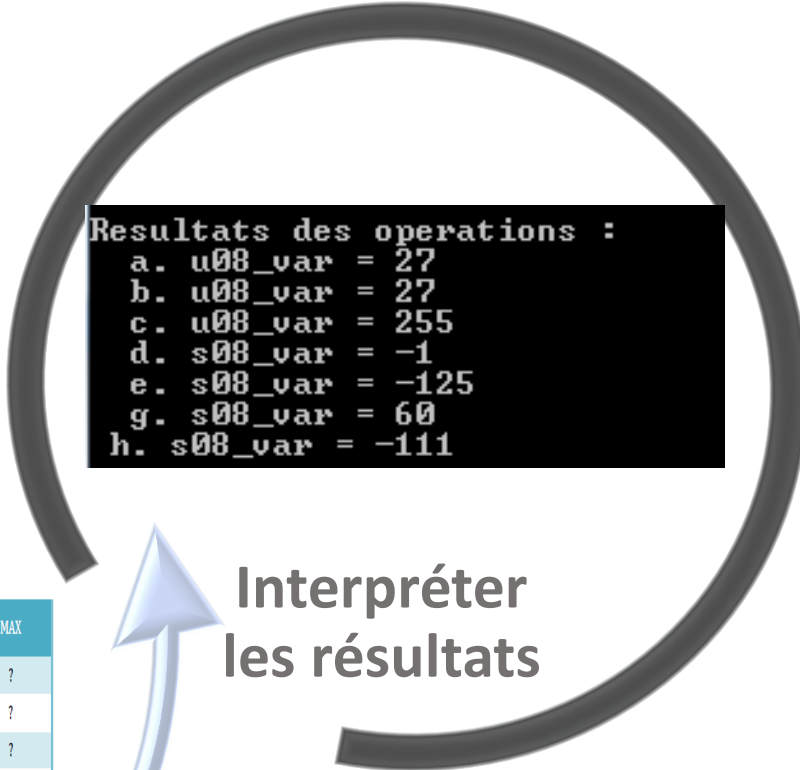 Resultats des operations :
a. u08_var = 27
b. u08_var = 27
c. u08_var = 255
d. s08_var = -1
e. s08_var = -125
g. s08_var = 60
h. s08_var = -111
Interpréter
les résultats
MAX
?
?
?